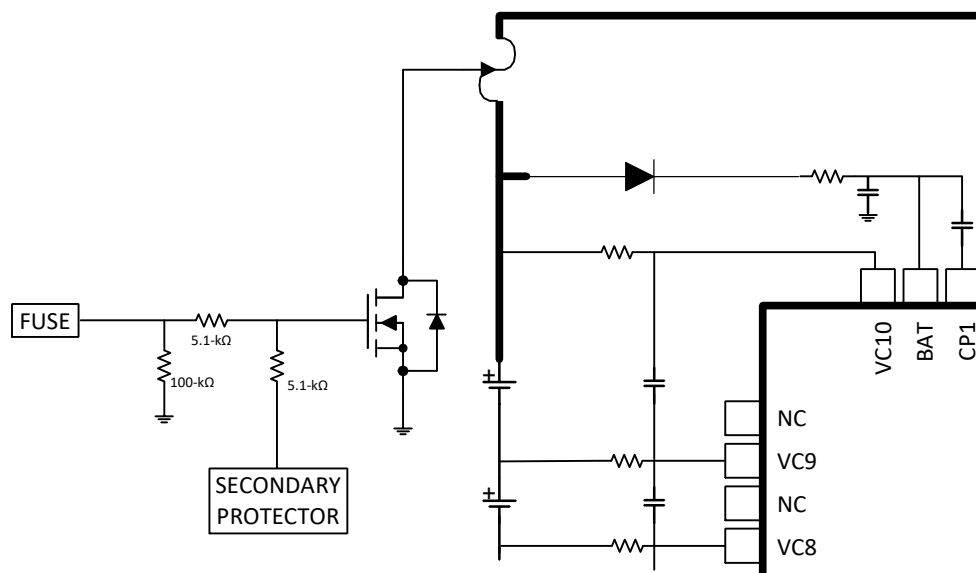 VC10
BAT
CP1
FUSE
5.1-kΩ
100-kΩ
5.1-kΩ
+
NC
VC9
SECONDARY
PROTECTOR
+
NC
VC8